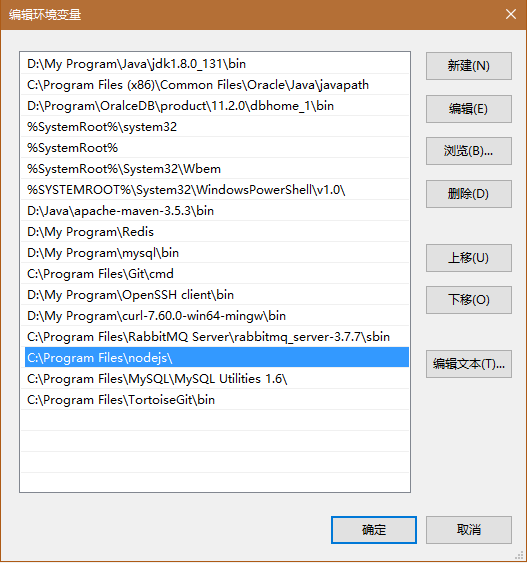 编辑环境变量
D:\My Program\Java\jdk1.8.0_131\bin
C:\Program Files (x86)\Common Files\Oracle\Java\javapath
D:\Program\OralceDB\product\11.2.0\dbhome_1\bin
%SystemRoot%\system32
%SystemRoot%
%SystemRoot%\System32\Wbem
%SYSTEMROOT%\System32\WindowsPowerShell\v1.0\
D:\Java\apache-maven-3.5.3\bin
D:\My Program\Redis
D:\My Program\mysql\bin
C:\Program Files\Git\cmd
D:\My Program\OpenSSH client\bin
D:\My Program\curl-7.60.0-win64-mingw\bin
C:\Program Files\RabbitMQ Server\rabbitmq_server-3.7.7\sbin
C:\Program Files\nodejs\
C:\Program Files\MySQL\MySQL Utilities 1.6\
C:\Program Files\TortoiseGit\bin
新建(N)
编辑(E)
浏览(B)...
删除(D)
上移(U)
下移(O)
编辑文本(T)...
确定
取消